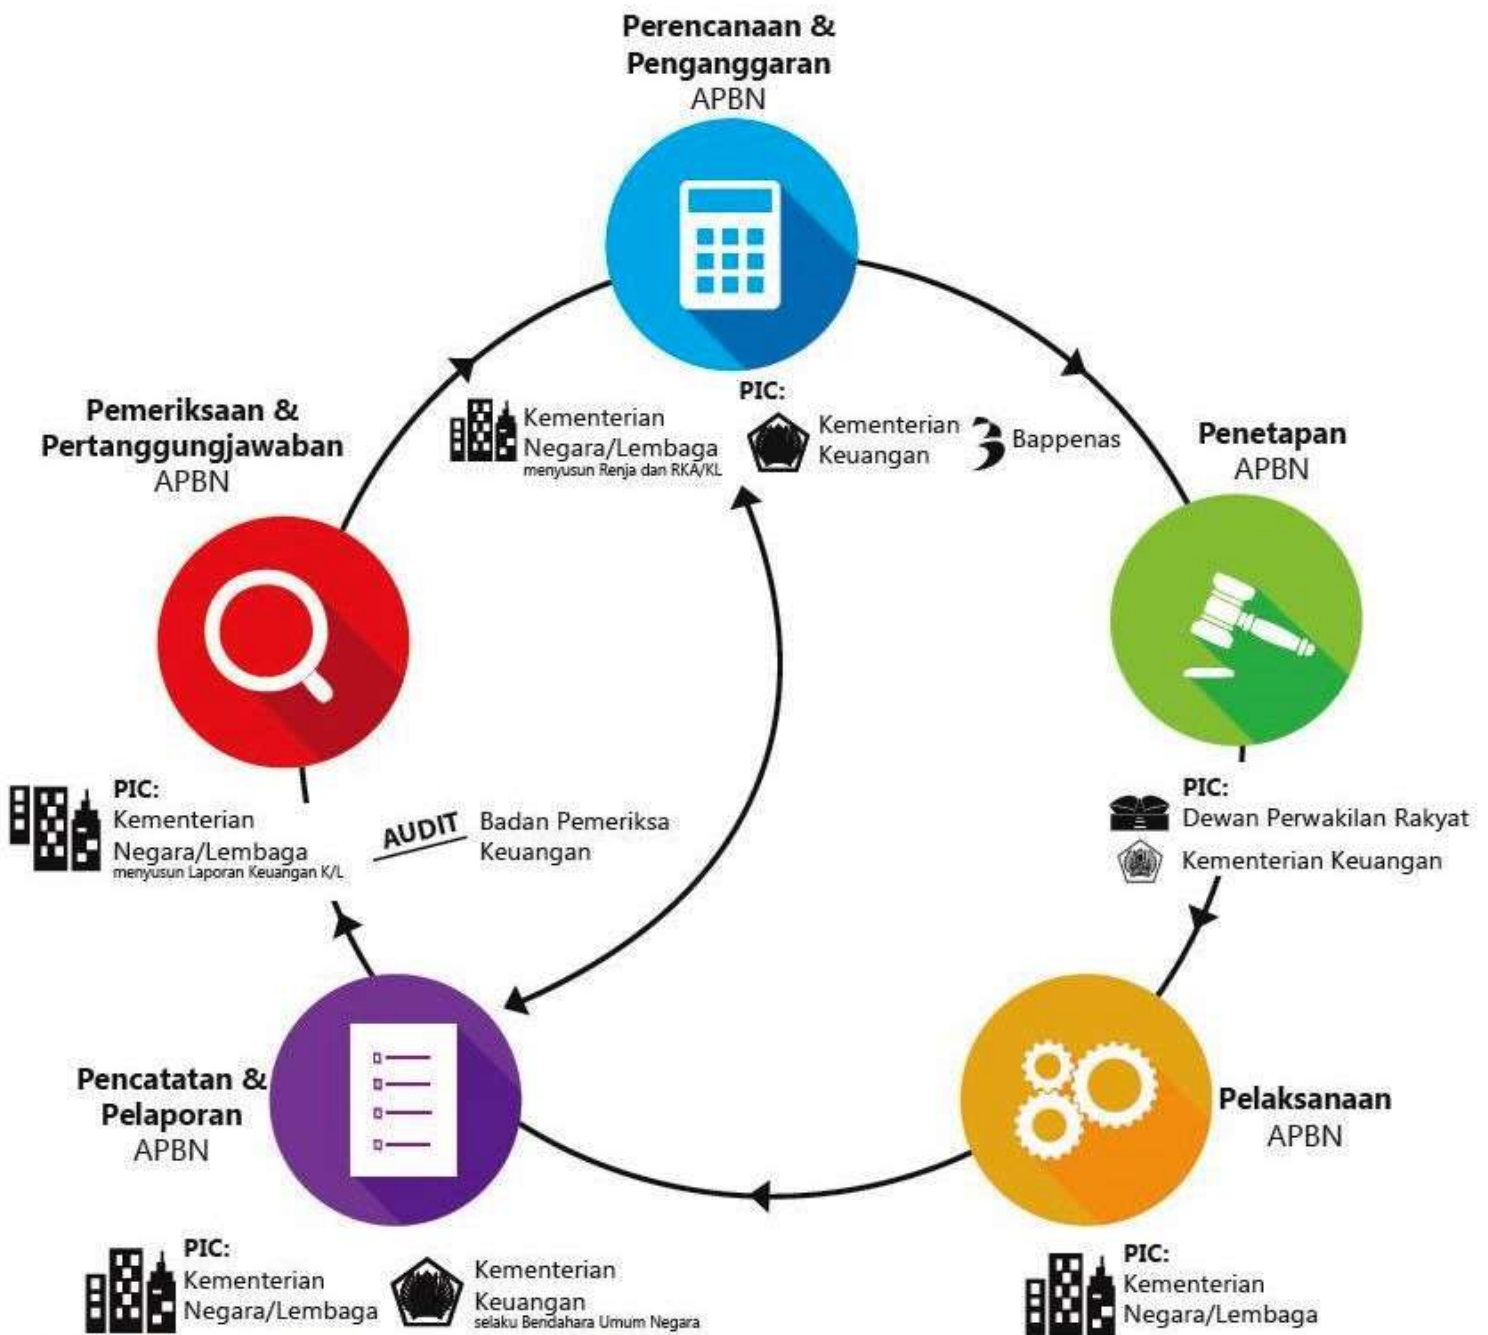 Perencanaan &
Penganggaran
APBN
PIC:
Kementerian
Negara/Lembaga
menyusun Renja dan RKA/KL
Kementerian
Keuangan
Bappenas
Penetapan
APBN
PIC:
Dewan Perwakilan Rakyat
Kementerian Keuangan
Pelaksanaan
APBN
PIC:
Kementerian
Negara/Lembaga
Pencatatan &
Pelaporan
APBN
PIC:
Kementerian
Negara/Lembaga
Kementerian
Keuangan
selaku Bendahara Umum Negara
Pemeriksaan &
Pertanggungjawaban
APBN
PIC:
Kementerian
Negara/Lembaga
menyusun Laporan Keuangan K/L
AUDIT
Badan Pemeriksa
Keuangan